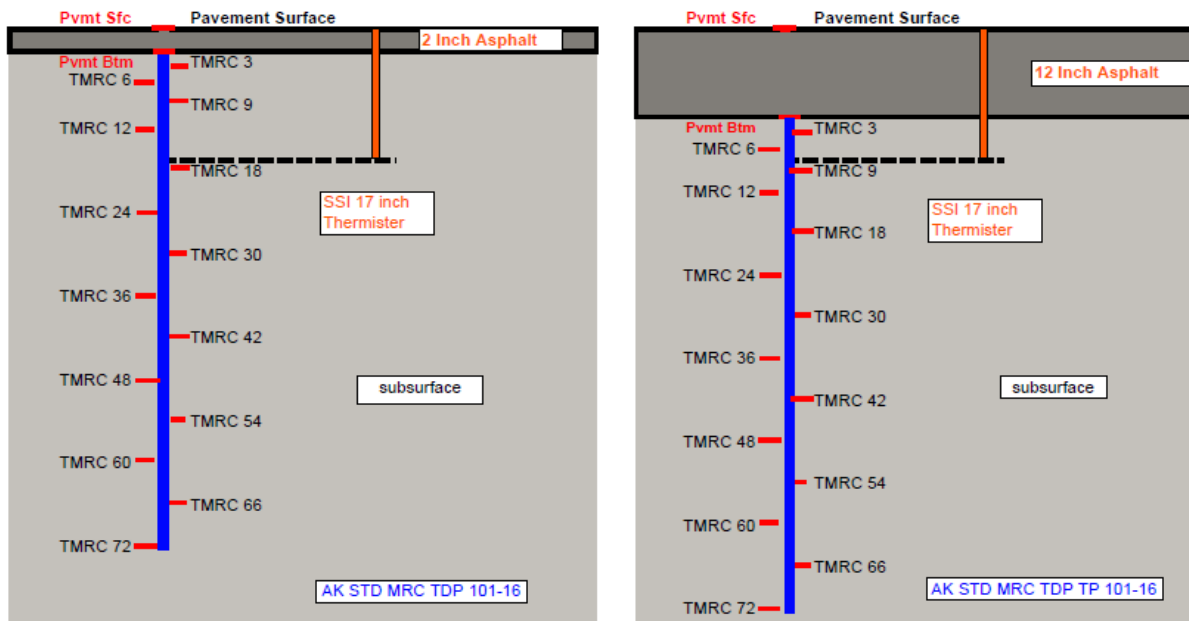 Pvmt Sfc
Pavement Surface
2 Inch Asphalt
Pvmt Btm
TMRC 3
TMRC 6
TMRC 9
TMRC 12
TMRC 18
SSI 17 inch
Thermister
TMRC 24
TMRC 30
TMRC 36
TMRC 42
TMRC 48
subsurface
TMRC 54
TMRC 60
TMRC 66
TMRC 72
AK STD MRC TDP 101-16
Pvmt Sfc
Pavement Surface
12 Inch Asphalt
Pvmt Btm
TMRC 3
TMRC 6
TMRC 9
TMRC 12
SSI 17 inch
Thermister
TMRC 18
TMRC 24
TMRC 30
TMRC 36
subsurface
TMRC 42
TMRC 48
TMRC 54
TMRC 60
TMRC 66
AK STD MRC TDP TP 101-16
TMRC 72